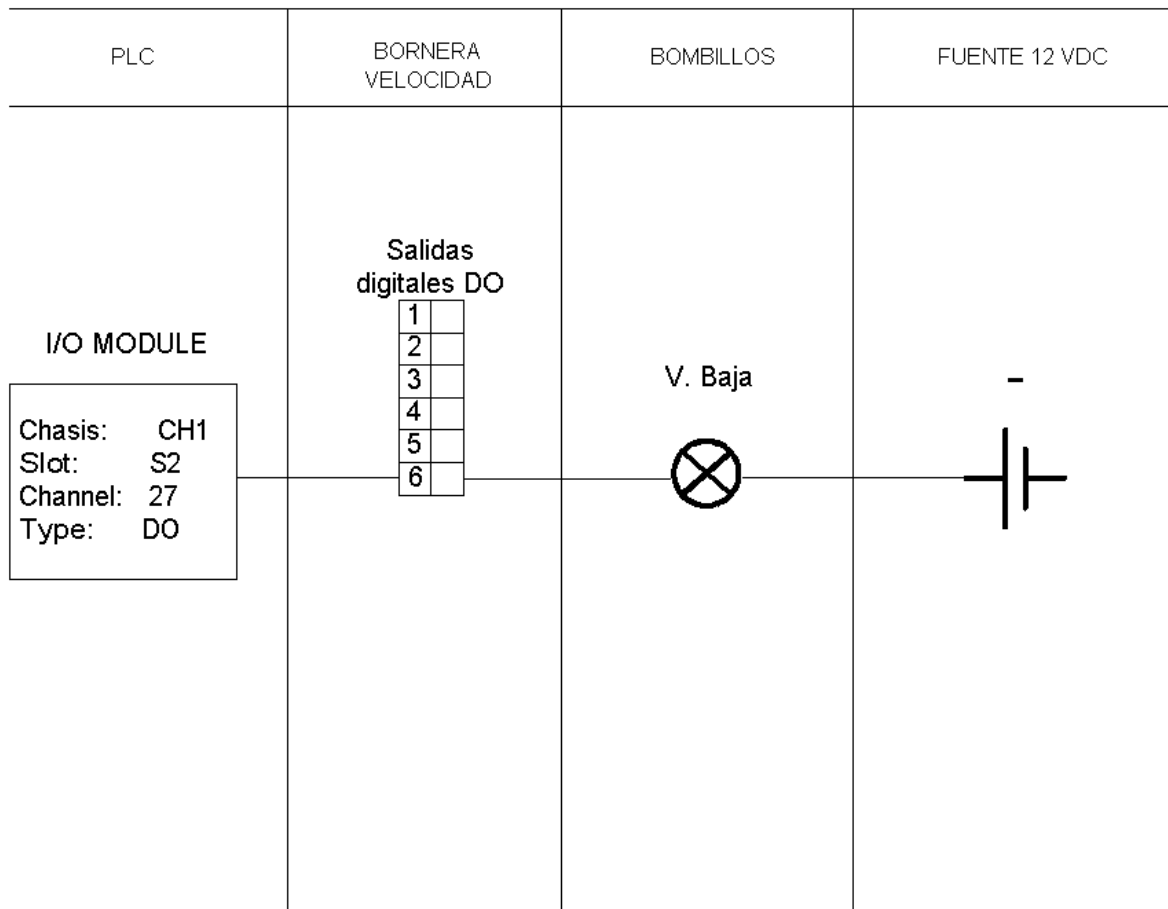 PLC
BORNERA
VELOCIDAD
BOMBILLOS
FUENTE 12 VDC
I/O MODULE
Chasis: CH1
Slot: S2
Channel: 27
Type: DO
Salidas
digitales DO
1
2
3
4
5
6
V. Baja
-